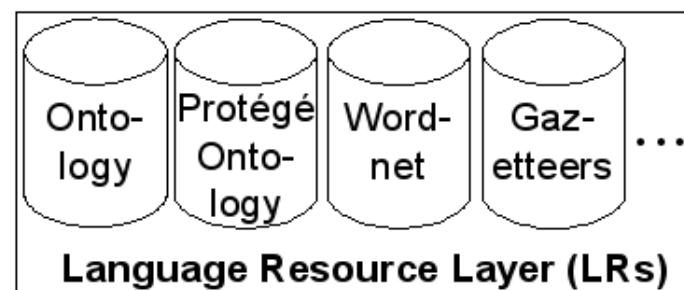 Onto-
logy
Protégé
Onto-
logy
Word-
net
Gaz-
etteers
...
Language Resource Layer (LRs)